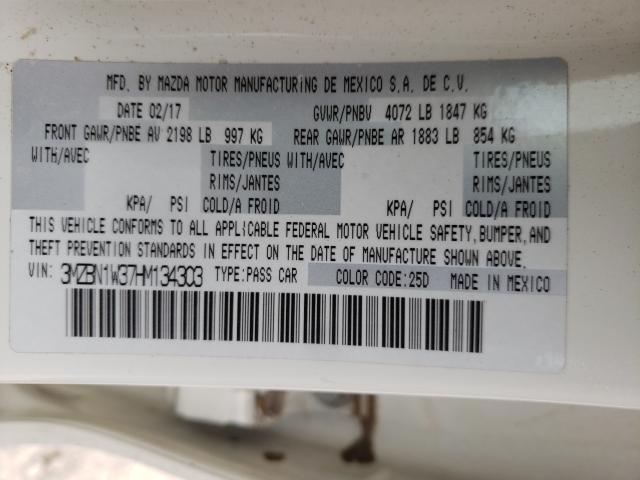 MFD. BY MAZDA MOTOR MANUFACTURING DE MEXICO S.A. DE C.V.
DATE 02/17 GVWR/PNBV 4072 LB 1847 KG
FRONT GAWR/PNBE AV 2198 LB 997 KG REAR GAWR/PNBE AR 1883 LB 854 KG
WITH/AVEC TIRES/PNEUS WITH/AVEC TIRES/PNEUS
RIMS/JANTES RIMS/JANTES
KPA/ PSI COLD/A FROID KPA/ PSI COLD/A FROID
THIS VEHICLE CONFORMS TO ALL APPLICABLE FEDERAL MOTOR VEHICLE SAFETY, BUMPER, AND
THEFT PREVENTION STANDARDS IN EFFECT ON THE DATE OF MANUFACTURE SHOWN ABOVE.
VIN: 3MZBN1W37HM134303 TYPE:PASS CAR COLOR CODE:25D MADE IN MEXICO